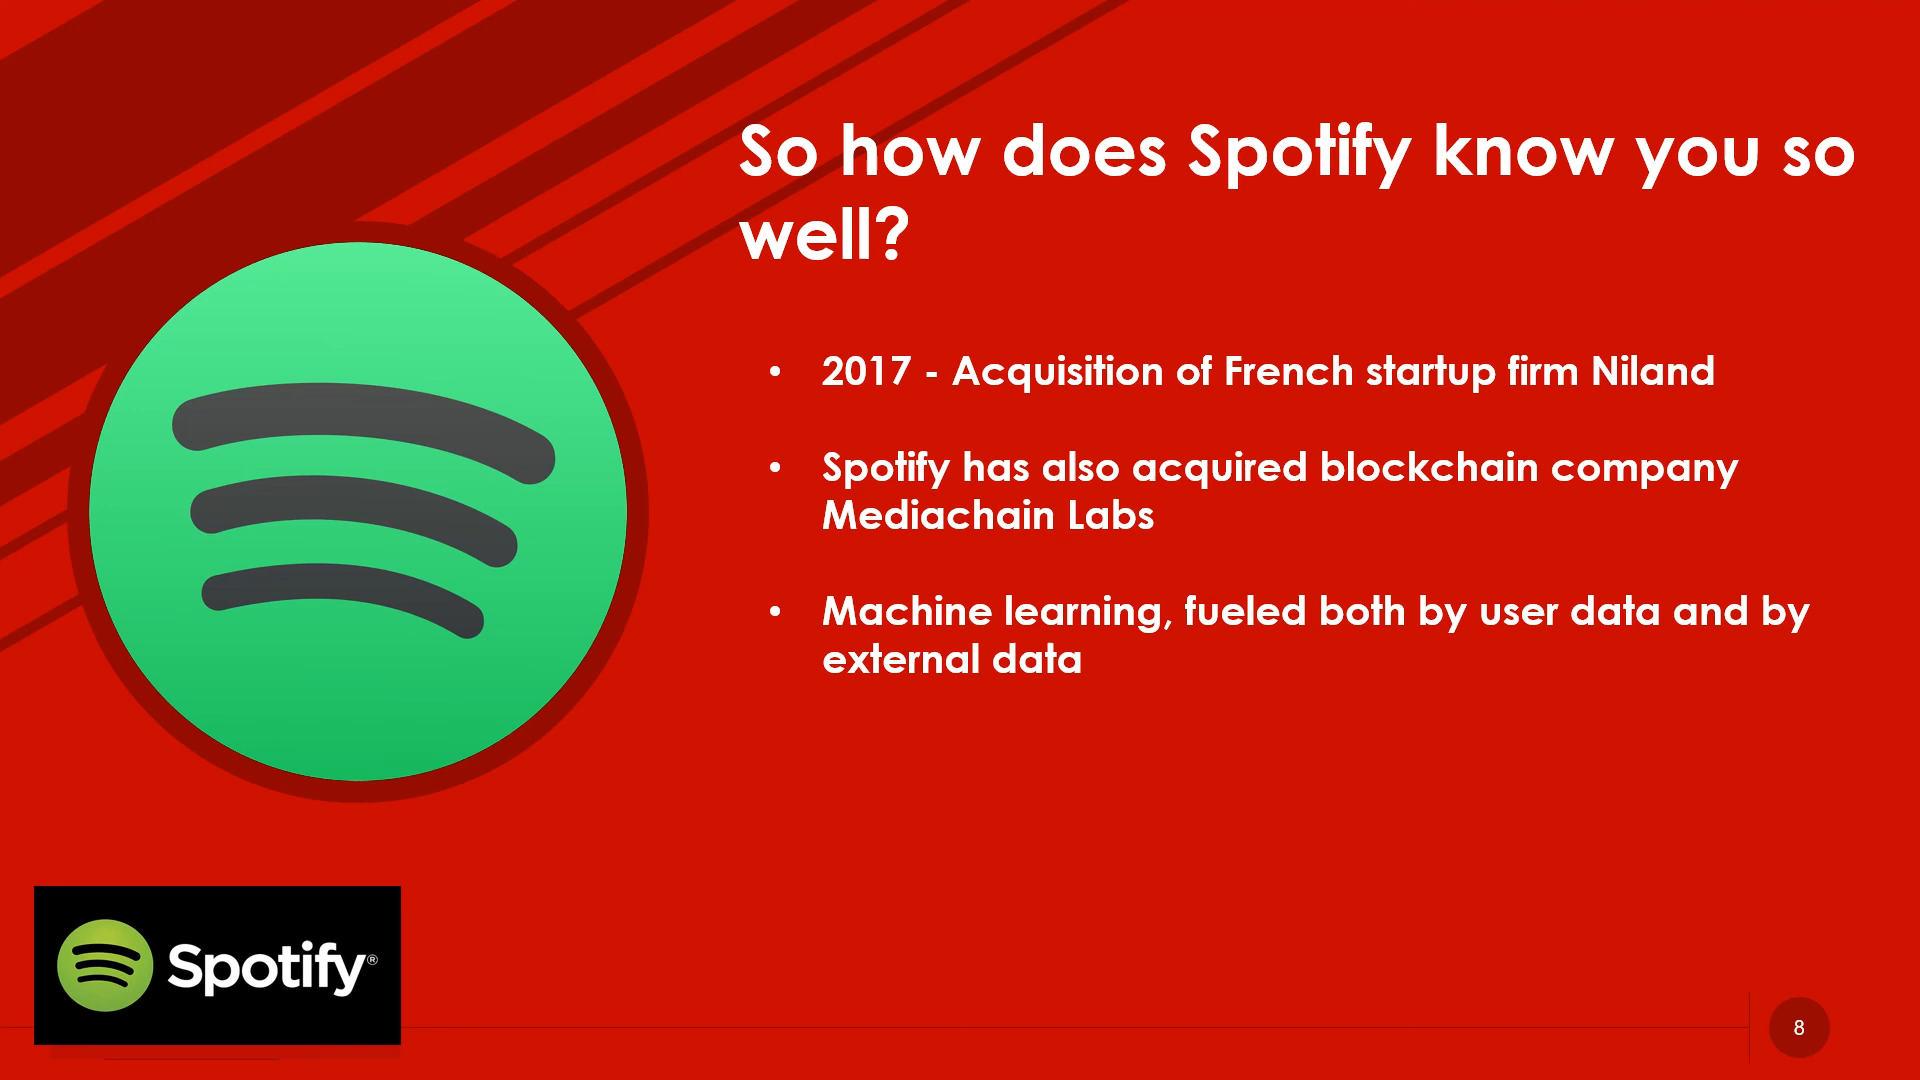 So how does Spotify know you so
well?
• 2017 - Acquisition of French startup firm Niland
• Spotify has also acquired blockchain company
Mediachain Labs
• Machine learning, fueled both by user data and by
external data
Spotify®
8